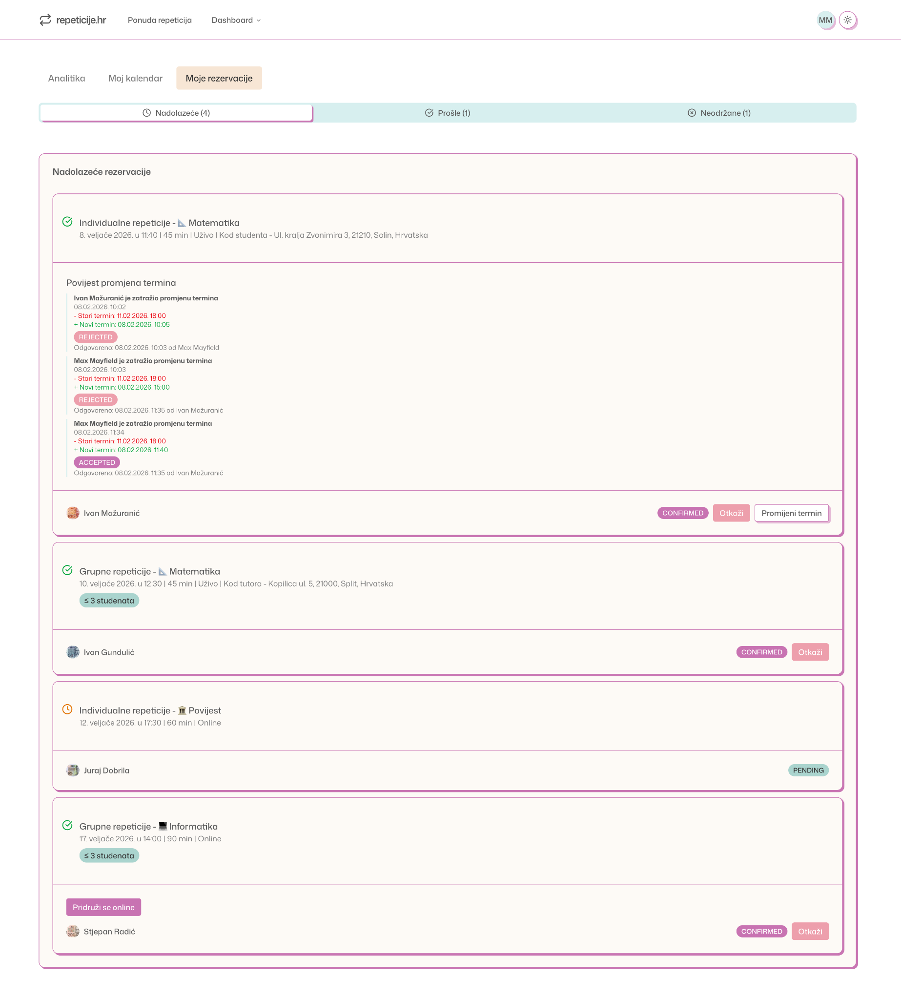 repeticije.hr
Ponuda repeticija
Dashboard
MM
Analitika
Moj kalendar
Moje rezervacije
Nadolazeće (4)
Prošle (1)
Neodržane (1)
Nadolazeće rezervacije
Individualne repeticije - 📐 Matematika
8. veljače 2026. u 11:40 | 45 min | Uživo | Kod studenta - Ul. kralja Zvonimira 3, 21210, Solin, Hrvatska
Povijest promjena termina
Ivan Mažuranić je zatražio promjenu termina
08.02.2026. 10:02
- Stari termin: 11.02.2026. 18:00
+ Novi termin: 08.02.2026. 10:05
REJECTED
Odgovoreno: 08.02.2026. 10:03 od Max Mayfield
Max Mayfield je zatražio promjenu termina
08.02.2026. 10:03
- Stari termin: 11.02.2026. 18:00
+ Novi termin: 08.02.2026. 15:00
REJECTED
Odgovoreno: 08.02.2026. 11:35 od Ivan Mažuranić
Max Mayfield je zatražio promjenu termina
08.02.2026. 11:34
- Stari termin: 11.02.2026. 18:00
+ Novi termin: 08.02.2026. 11:40
ACCEPTED
Odgovoreno: 08.02.2026. 11:35 od Ivan Mažuranić
Ivan Mažuranić
CONFIRMED
Otkaži
Promijeni termin
Grupne repeticije - 📐 Matematika
10. veljače 2026. u 12:30 | 45 min | Uživo | Kod tutora - Kopilica ul. 5, 21000, Split, Hrvatska
≤ 3 studenata
Ivan Gundulić
CONFIRMED
Otkaži
Individualne repeticije - 🏛️ Povijest
12. veljače 2026. u 17:30 | 60 min | Online
Juraj Dobrila
PENDING
Grupne repeticije - 💻 Informatika
17. veljače 2026. u 14:00 | 90 min | Online
≤ 3 studenata
Pridruži se online
Stjepan Radić
CONFIRMED
Otkaži